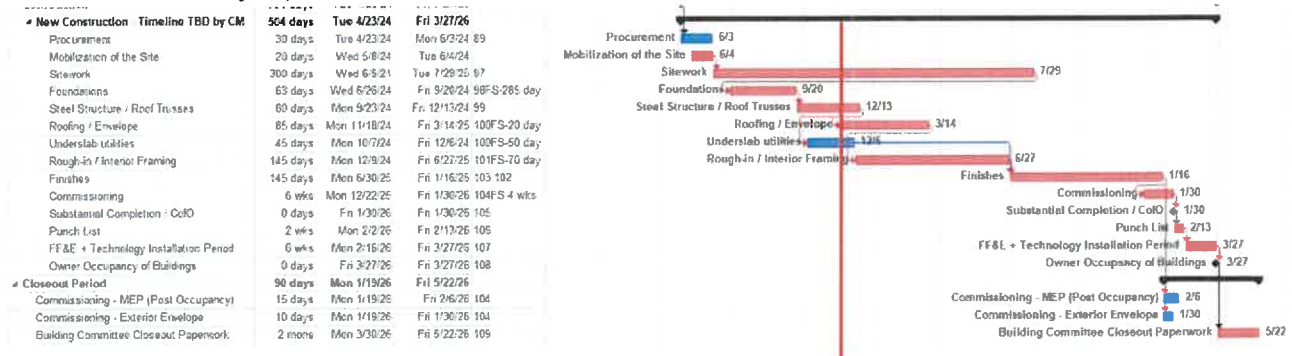 New Construction - Timeline TBD by CM 504 days Tue 4/23/24 Fri 3/27/26
Procurement 30 days Tue 4/23/24 Mon 6/3/24 89 Procurement 6/3
Mobilization of the Site 20 days Wed 5/8/24 Tue 6/4/24 Mobilization of the Site 6/4
Sitework 300 days Wed 6/5/24 Tue 7/29/25 97 Sitework 7/29
Foundations 63 days Wed 6/26/24 Fri 9/20/24 98FS-285 day Foundations 9/20
Steel Structure / Roof Trusses 60 days Mon 9/23/24 Fri 12/13/24 99 Steel Structure / Roof Trusses 12/13
Roofing / Envelope 85 days Mon 11/18/24 Fri 3/14/25 100FS-20 day Roofing / Envelope 3/14
Underslab utilities 45 days Mon 10/7/24 Fri 12/6/24 100FS-50 day Underslab utilities 12/6
Rough-in / Interior Framing 145 days Mon 12/9/24 Fri 6/27/25 101FS-70 day Rough-in / Interior Framing 6/27
Finishes 145 days Mon 6/30/25 Fri 1/16/26 103 102 Finishes 1/16
Commissioning 6 wks Mon 12/22/25 Fri 1/30/26 104FS-4 wks Commissioning 1/30
Substantial Completion / CofO 0 days Fri 1/30/26 Fri 1/30/26 105 Substantial Completion / CofO 1/30
Punch List 2 wks Mon 2/2/26 Fri 2/13/26 106 Punch List 2/13
FF&E + Technology Installation Period 6 wks Mon 2/16/26 Fri 3/27/26 107 FF&E + Technology Installation Period 3/27
Owner Occupancy of Buildings 0 days Fri 3/27/26 Fri 3/27/26 108 Owner Occupancy of Buildings 3/27
Closeout Period 90 days Mon 1/19/26 Fri 5/22/26
Commissioning - MEP (Post Occupancy) 15 days Mon 1/19/26 Fri 2/6/26 104 Commissioning - MEP (Post Occupancy) 2/6
Commissioning - Exterior Envelope 10 days Mon 1/19/26 Fri 1/30/26 104 Commissioning - Exterior Envelope 1/30
Building Committee Closeout Paperwork 2 mons Mon 3/30/26 Fri 5/22/26 109 Building Committee Closeout Paperwork 5/22